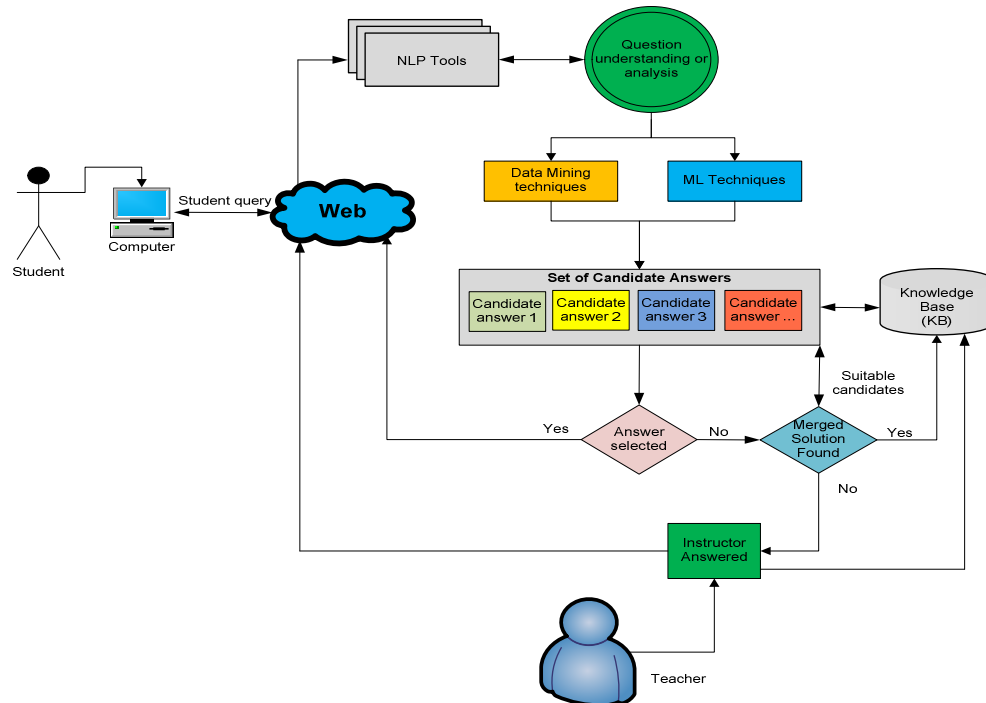 NLP Tools
Question
understanding or
analysis
Data Mining
techniques
ML Techniques
Student query
Web
Computer
Student
Set of Candidate Answers
Candidate
answer 1
Candidate
answer 2
Candidate
answer 3
Candidate
answer ...
Knowledge
Base
(KB)
Suitable
candidates
Yes
Answer
selected
No
Merged
Solution
Found
Yes
No
Instructor
Answered
Teacher